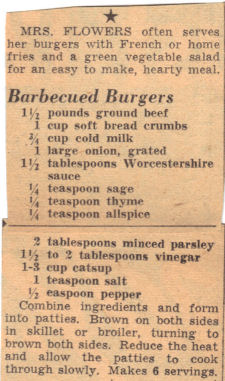 MRS. FLOWERS often serves
her burgers with French or home
fries and a green vegetable salad
for an easy to make, hearty meal.
Barbecued Burgers
1½ pounds ground beef
1 cup soft bread crumbs
¾ cup cold milk
1 large onion, grated
1½ tablespoons Worcestershire
sauce
¼ teaspoon sage
¼ teaspoon thyme
¼ teaspoon allspice
2 tablespoons minced parsley
1½ to 2 tablespoons vinegar
1-3 cup catsup
1 teaspoon salt
½ easpoon pepper
Combine ingredients and form
into patties. Brown on both sides
in skillet or broiler, turning to
brown both sides. Reduce the heat
and allow the patties to cook
through slowly. Makes 6 servings.